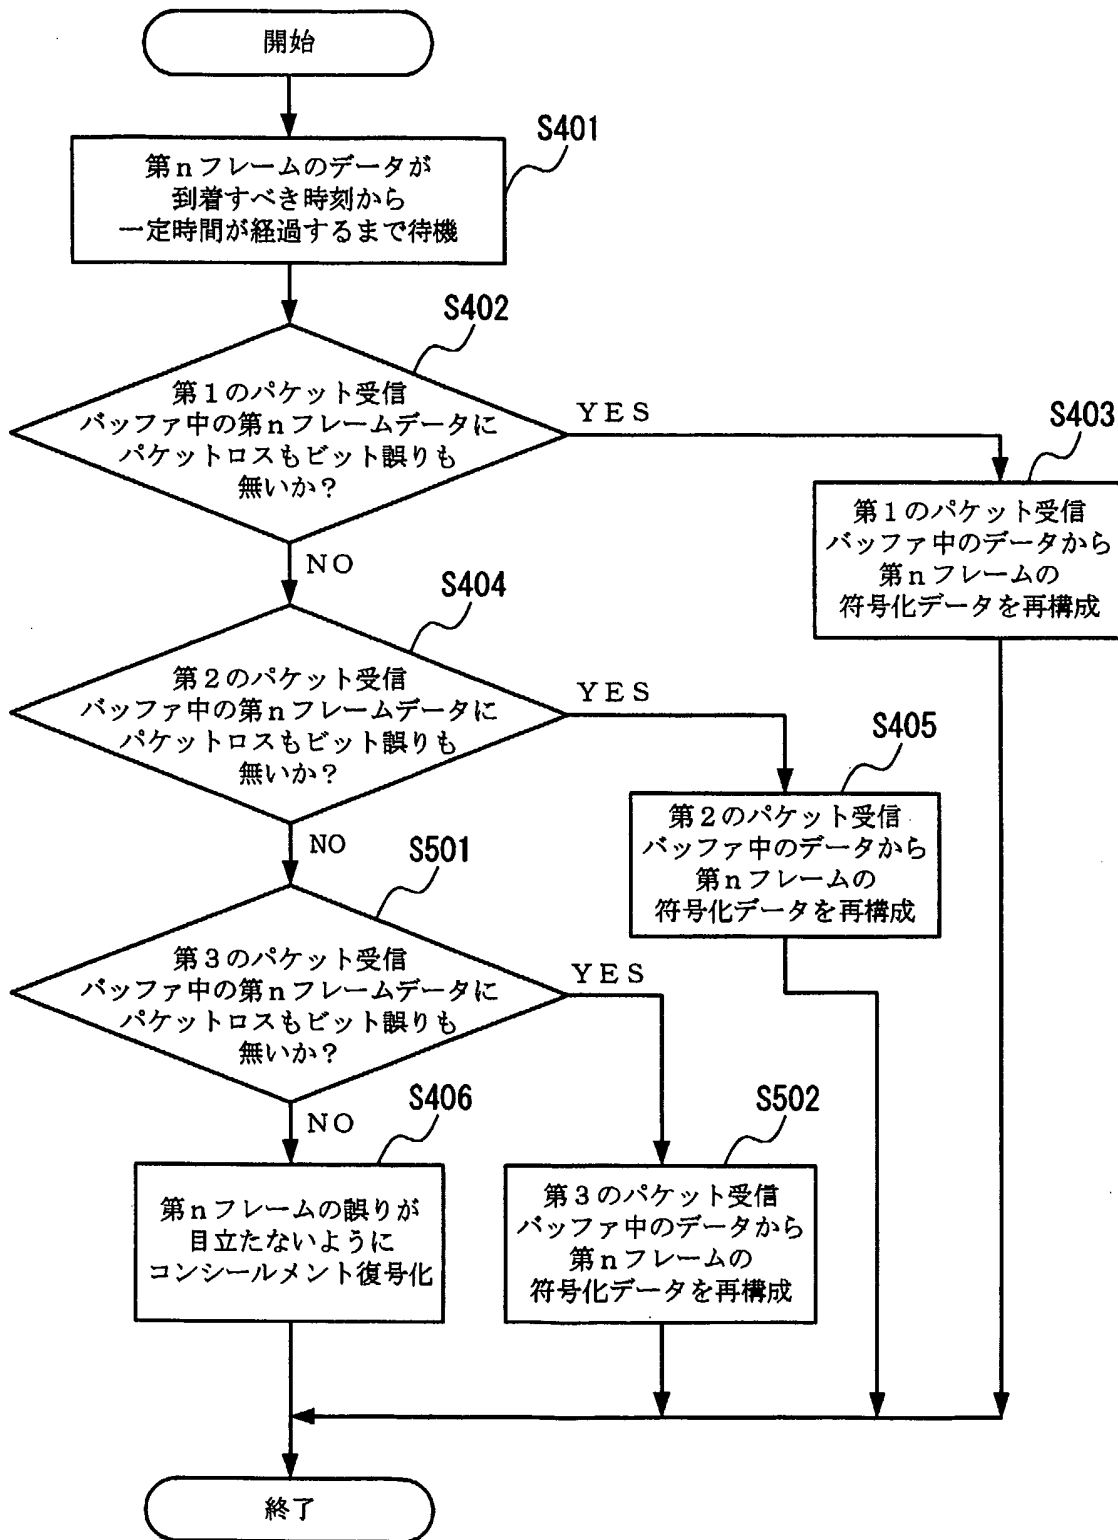 開始
S401
第nフレームのデータが
到着すべき時刻から
一定時間が経過するまで待機
S402
第1のパケット受信
バッファ中の第nフレームデータに
パケットロスもビット誤りも
無いか?
YES
NO
S403
第1のパケット受信
バッファ中のデータから
第nフレームの
符号化データを再構成
S404
第2のパケット受信
バッファ中の第nフレームデータに
パケットロスもビット誤りも
無いか?
YES
NO
S405
第2のパケット受信
バッファ中のデータから
第nフレームの
符号化データを再構成
S501
第3のパケット受信
バッファ中の第nフレームデータに
パケットロスもビット誤りも
無いか?
YES
NO
S406
第nフレームの誤りが
目立たないように
コンシールメント復号化
S502
第3のパケット受信
バッファ中のデータから
第nフレームの
符号化データを再構成
終了